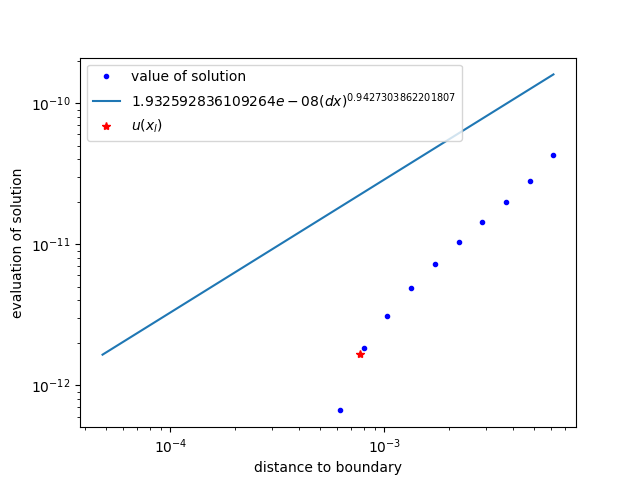 value of solution
1.932592836109264e − 08(dx)^0.9427303862201807
u(x_l)
10^−10
10^−11
10^−12
evaluation of solution
10^−4
10^−3
distance to boundary